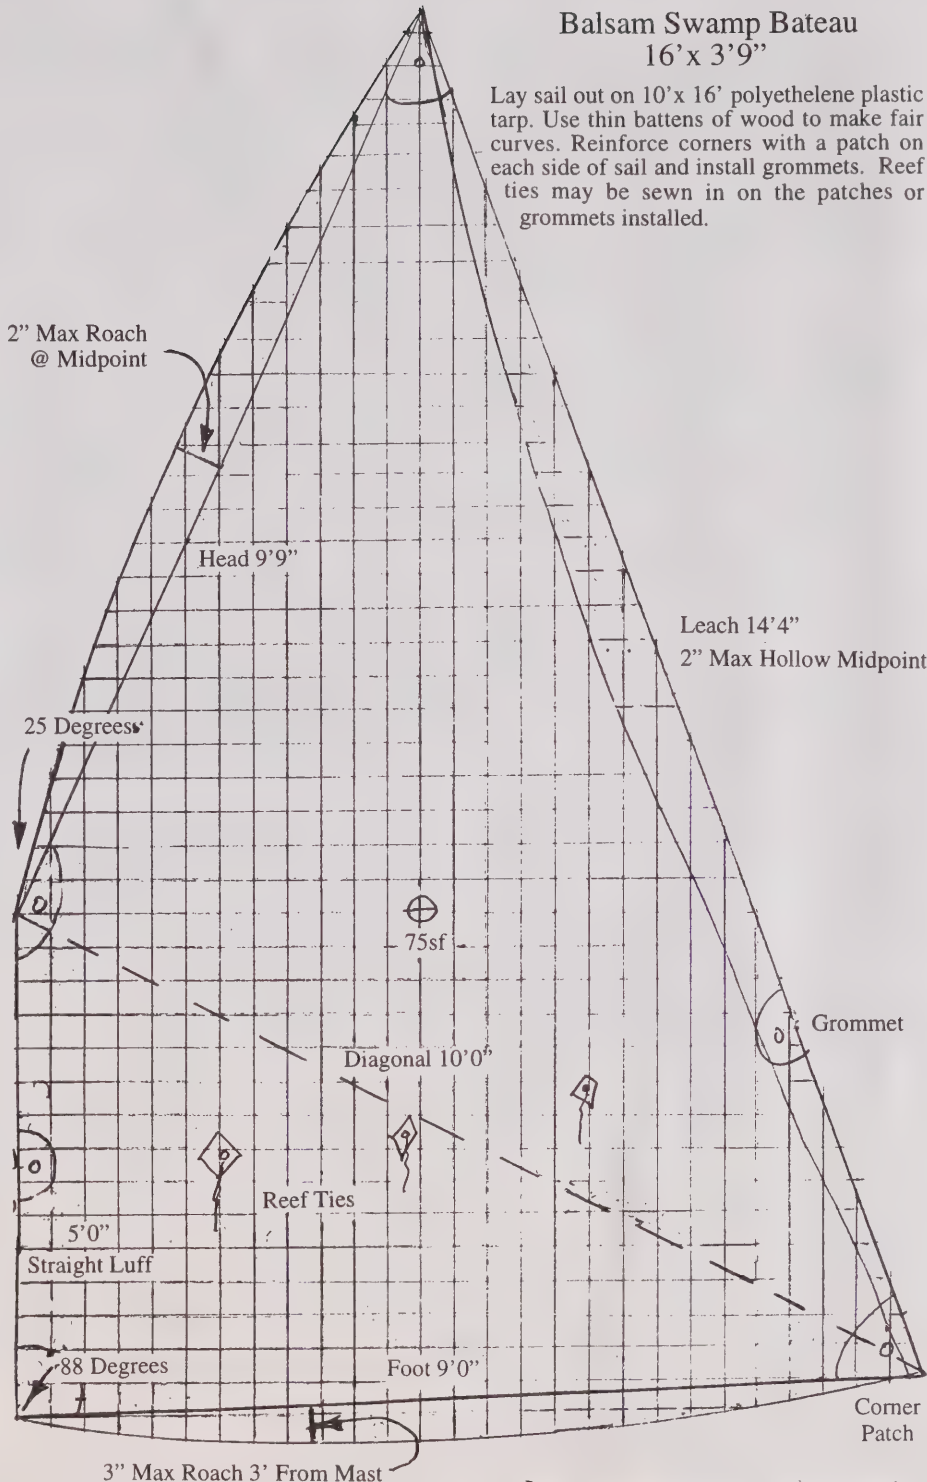 Balsam Swamp Bateau
16’x 3’9”
Lay sail out on 10’x 16’ polyethelene plastic
tarp. Use thin battens of wood to make fair
curves. Reinforce corners with a patch on
each side of sail and install grommets. Reef
ties may be sewn in on the patches or
grommets installed.
2” Max Roach
@ Midpoint
Head 9’9”
Leach 14’4”
2” Max Hollow Midpoint
25 Degrees
75sf
Grommet
Diagonal 10’0”
Reef Ties
5’0”
Straight Luff
88 Degrees
Foot 9’0”
Corner
Patch
3” Max Roach 3’ From Mast